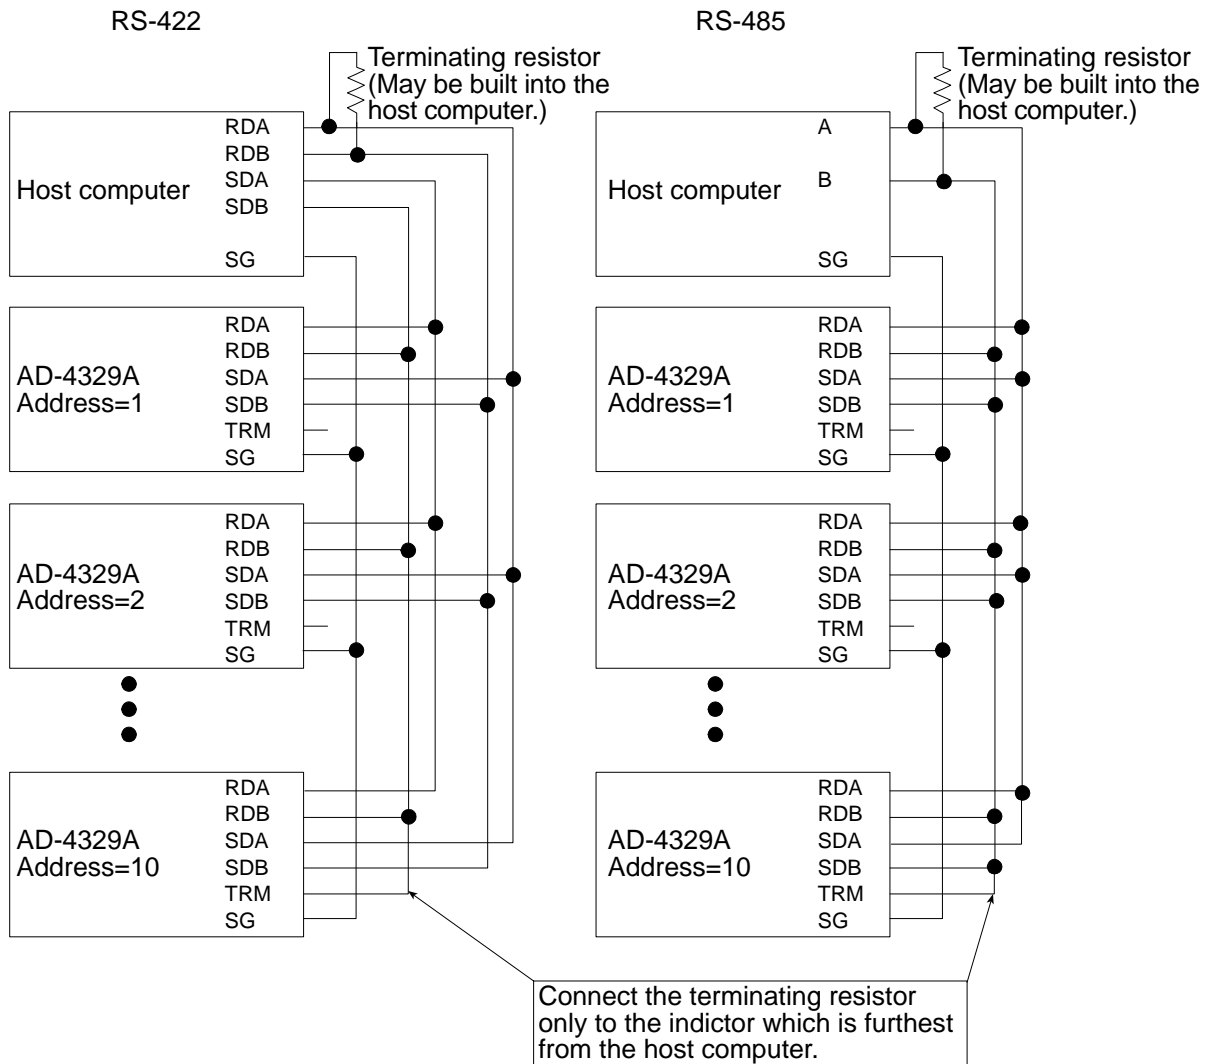 RS-422
Terminating resistor
(May be built into the
host computer.)
Host computer
RDA
RDB
SDA
SDB
SG
AD-4329A
Address=1
RDA
RDB
SDA
SDB
TRM
SG
AD-4329A
Address=2
RDA
RDB
SDA
SDB
TRM
SG
AD-4329A
Address=10
RDA
RDB
SDA
SDB
TRM
SG
RS-485
Terminating resistor
(May be built into the
host computer.)
Host computer
A
B
SG
AD-4329A
Address=1
RDA
RDB
SDA
SDB
TRM
SG
AD-4329A
Address=2
RDA
RDB
SDA
SDB
TRM
SG
AD-4329A
Address=10
RDA
RDB
SDA
SDB
TRM
SG
Connect the terminating resistor
only to the indictor which is furthest
from the host computer.